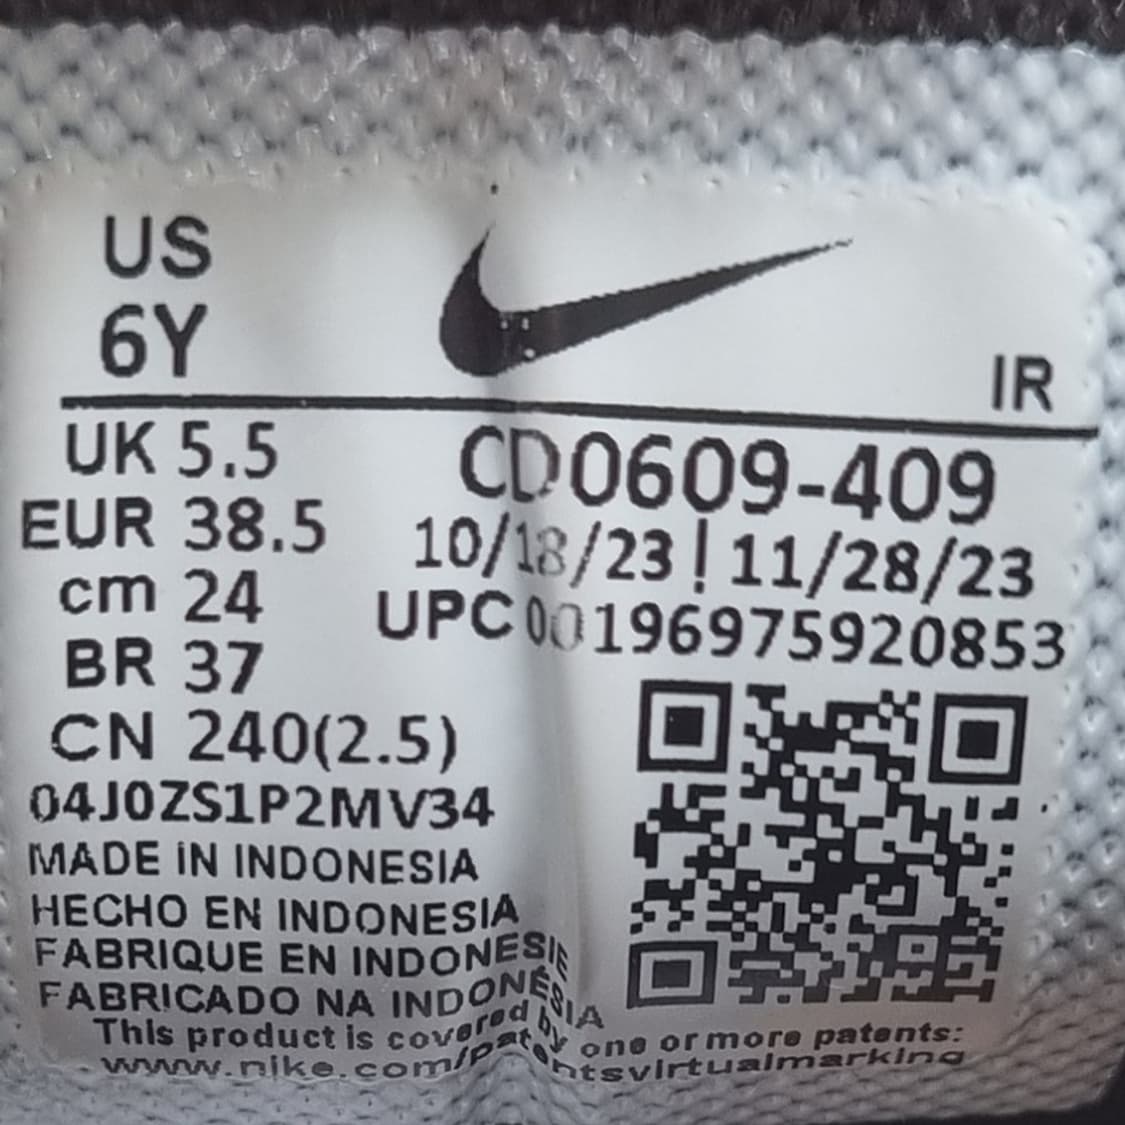 US
6Y
IR
UK 5.5
EUR 38.5
cm 24
BR 37
CN 240(2.5)
CD0609-409
10/18/23 ! 11/28/23
UPC 00196975920853
04J0ZS1P2MV34
MADE IN INDONESIA
HECHO EN INDONESIA
FABRIQUE EN INDONESIE
FABRICADO NA INDONÉSIA
This product is covered by one or more patents:
www.nike.com/patentsvirtualmarking